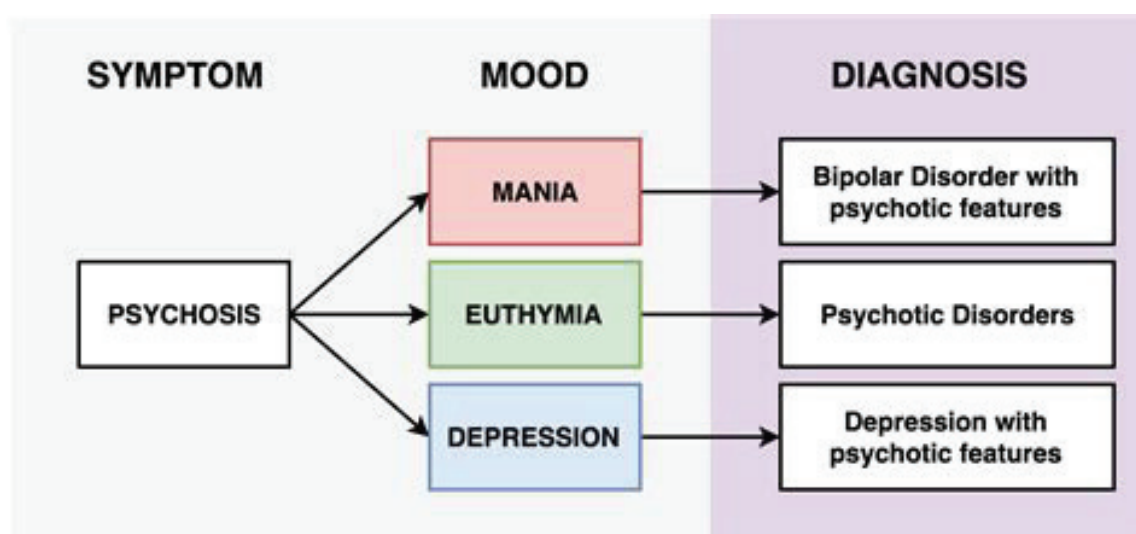 SYMPTOM
MOOD
DIAGNOSIS
PSYCHOSIS
MANIA
Bipolar Disorder with
psychotic features
EUTHYMIA
Psychotic Disorders
DEPRESSION
Depression with
psychotic features